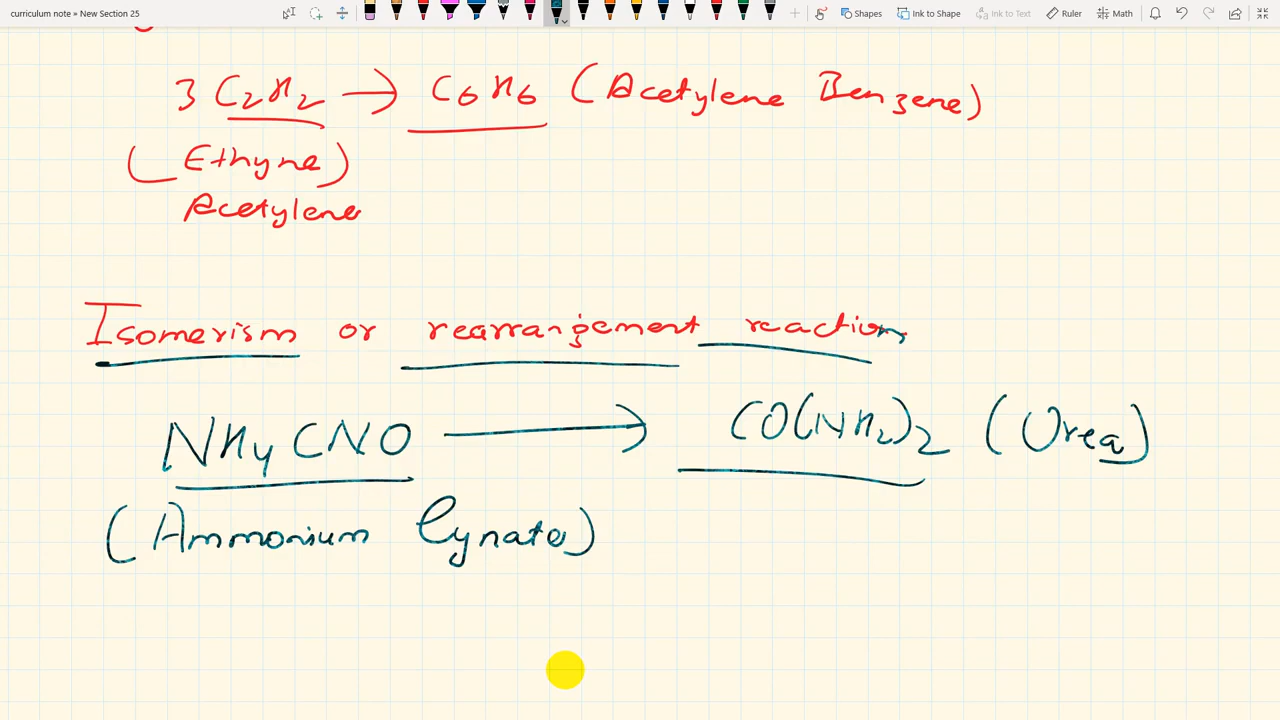 curriculum note » New Section 25
Shapes Ink to Shape Ink to Text Ruler Math
3 C2H2 → C6H6 (Acetylene Benzene)
(Ethyne)
Acetylene
Isomerism or rearrangement reaction
NH4CNO → CO(NH2)2 (Urea)
(Ammonium Cynate)